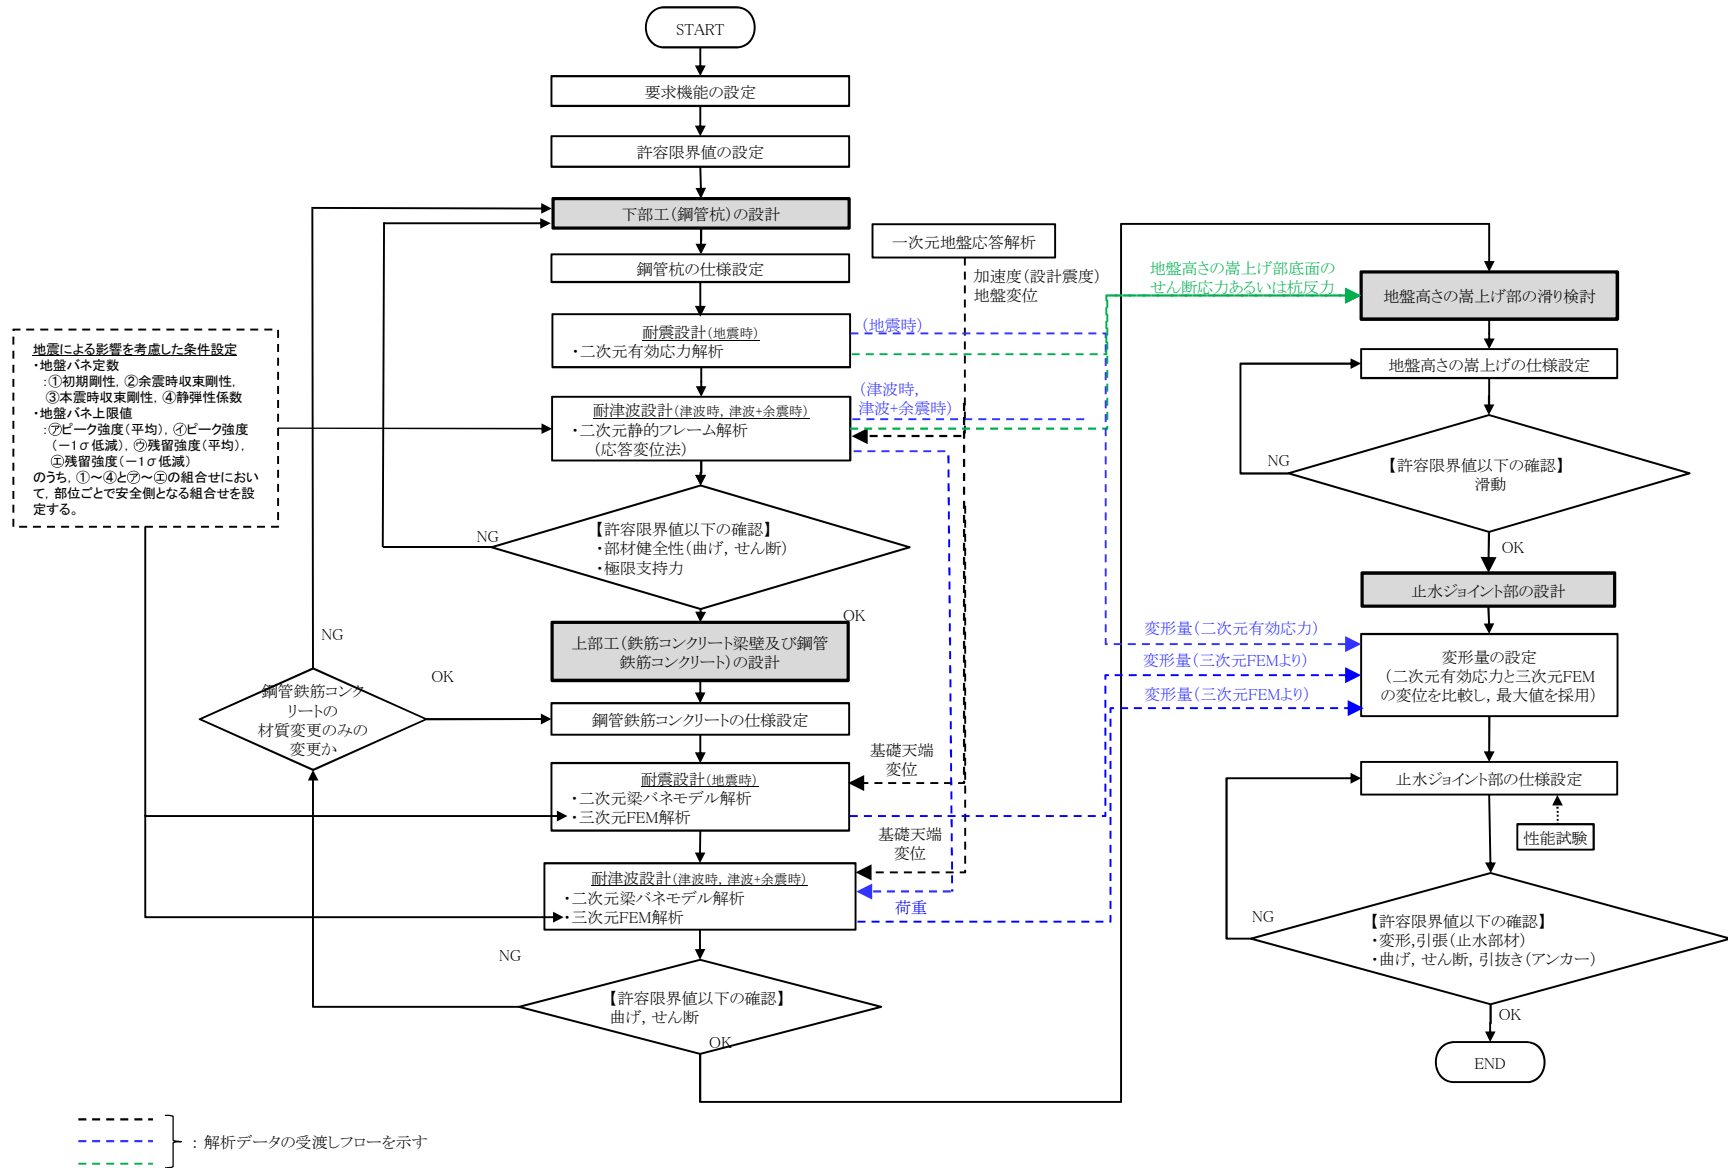 START
要求機能の設定
許容限界値の設定
下部工(鋼管杭)の設計
鋼管杭の仕様設定
耐震設計(地震時)
・二次元有効応力解析
耐津波設計(津波時, 津波+余震時)
・二次元静的フレーム解析
(応答変位法)
【許容限界値以下の確認】
・部材健全性(曲げ, せん断)
・極限支持力
NG
OK
上部工(鉄筋コンクリート梁壁及び鋼管
鉄筋コンクリート)の設計
鋼管鉄筋コンクリートの仕様設定
耐震設計(地震時)
・二次元梁バネモデル解析
・三次元FEM解析
耐津波設計(津波時, 津波+余震時)
・二次元梁バネモデル解析
・三次元FEM解析
【許容限界値以下の確認】
曲げ, せん断
NG
OK
鋼管鉄筋コンク
リートの
材質変更のみの
変更か
NG
OK
地震による影響を考慮した条件設定
・地盤バネ定数
:①初期剛性, ②余震時収束剛性,
③本震時収束剛性, ④静弾性係数
・地盤バネ上限値
:㋐ピーク強度(平均), ㋑ピーク強度
(-1σ低減), ㋒残留強度(平均),
㋓残留強度(-1σ低減)
のうち, ①~④と㋐~㋓の組合せにおい
て, 部位ごとで安全側となる組合せを設
定する。
一次元地盤応答解析
加速度(設計震度)
地盤変位
(地震時)
(津波時,
津波+余震時)
基礎天端
変位
基礎天端
変位
荷重
地盤高さの嵩上げ部底面の
せん断応力あるいは杭反力
変形量(二次元有効応力)
変形量(三次元FEMより)
変形量(三次元FEMより)
地盤高さの嵩上げ部の滑り検討
地盤高さの嵩上げの仕様設定
【許容限界値以下の確認】
滑動
NG
OK
止水ジョイント部の設計
変形量の設定
(二次元有効応力と三次元FEM
の変位を比較し, 最大値を採用)
止水ジョイント部の仕様設定
性能試験
【許容限界値以下の確認】
・変形,引張(止水部材)
・曲げ, せん断, 引抜き(アンカー)
NG
OK
END
: 解析データの受渡しフローを示す